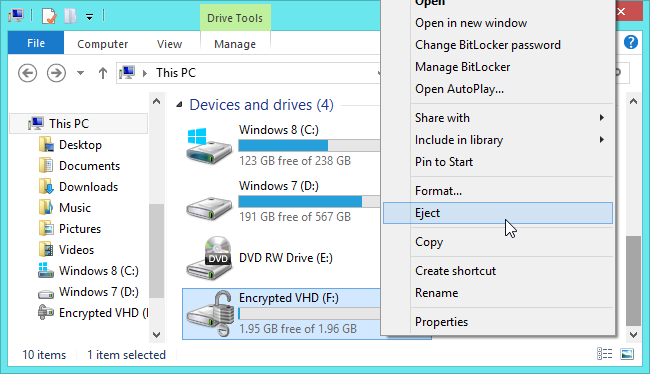 Drive Tools
File
Computer
View
Manage
This PC
This PC
Desktop
Documents
Downloads
Music
Pictures
Videos
Windows 8 (C:)
Windows 7 (D:)
Encrypted VHD (
Devices and drives (4)
Windows 8 (C:)
123 GB free of 238 GB
Windows 7 (D:)
191 GB free of 567 GB
DVD
DVD RW Drive (E:)
Encrypted VHD (F:)
1.95 GB free of 1.96 GB
Open
Open in new window
Change BitLocker password
Manage BitLocker
Open AutoPlay...
Share with
Include in library
Pin to Start
Format...
Eject
Copy
Create shortcut
Rename
Properties
10 items
1 item selected